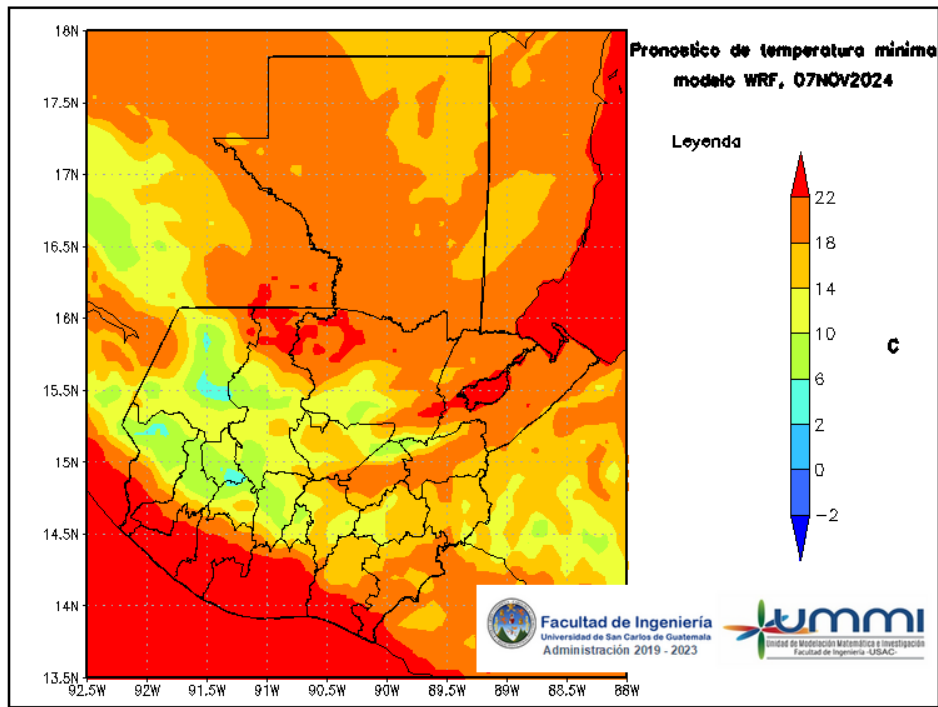 Pronostico de temperatura minima
modelo WRF, 07NOV2024
Leyenda
22
18
14
10
6
2
0
−2
C
18N
17.5N
17N
16.5N
16N
15.5N
15N
14.5N
14N
13.5N
92.5W
92W
91.5W
91W
90.5W
90W
89.5W
89W
88.5W
88W
Facultad de Ingeniería
Universidad de San Carlos de Guatemala
Administración 2019 - 2023
UMMI
Unidad de Modelación Matemática e Investigación
Facultad de Ingeniería -USAC-